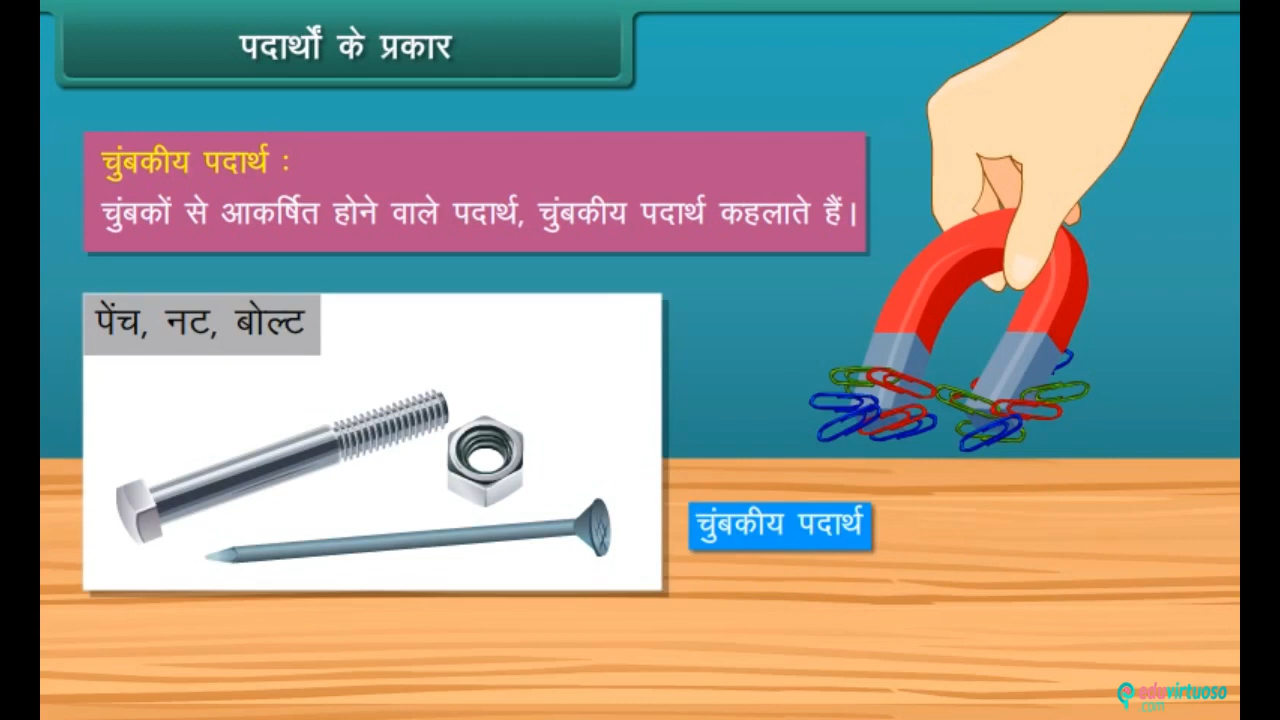 पदार्थों के प्रकार
चुंबकीय पदार्थ :
चुंबकों से आकर्षित होने वाले पदार्थ, चुंबकीय पदार्थ कहलाते हैं।
पेंच, नट, बोल्ट
चुंबकीय पदार्थ
eduvirtuoso
.com